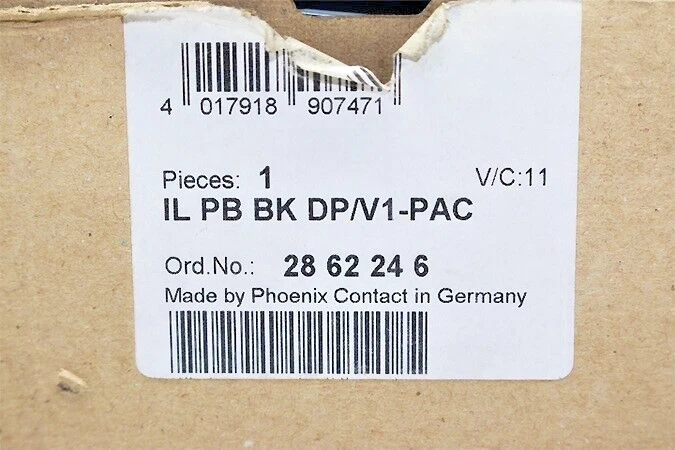 4 017918 907471
Pieces: 1 V/C:11
IL PB BK DP/V1-PAC
Ord.No.: 28 62 24 6
Made by Phoenix Contact in Germany